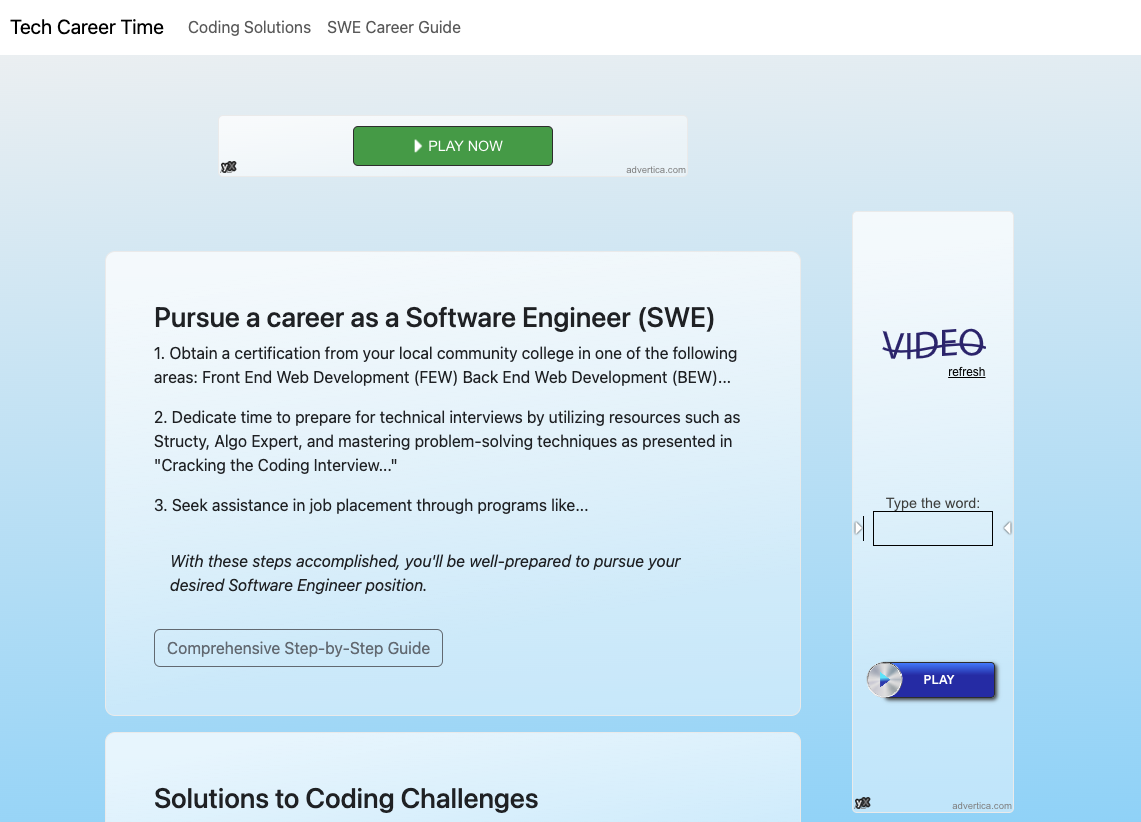 Tech Career Time
Coding Solutions
SWE Career Guide
PLAY NOW
yX
advertica.com
Pursue a career as a Software Engineer (SWE)
1. Obtain a certification from your local community college in one of the following
areas: Front End Web Development (FEW) Back End Web Development (BEW)...
2. Dedicate time to prepare for technical interviews by utilizing resources such as
Structy, Algo Expert, and mastering problem-solving techniques as presented in
"Cracking the Coding Interview..."
3. Seek assistance in job placement through programs like...
With these steps accomplished, you'll be well-prepared to pursue your
desired Software Engineer position.
Comprehensive Step-by-Step Guide
Solutions to Coding Challenges
VIDEO
refresh
Type the word:
PLAY
yX
advertica.com